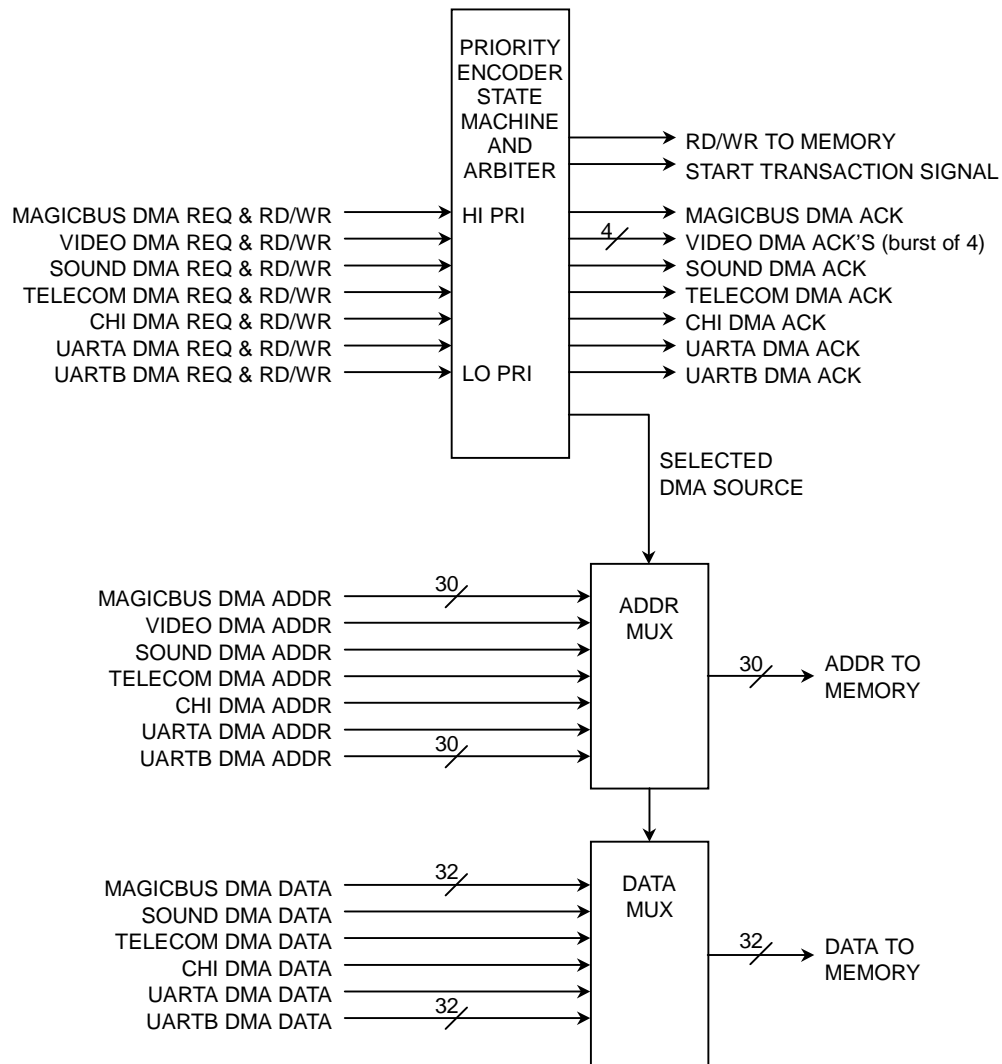 PRIORITY
ENCODER
STATE
MACHINE
AND
ARBITER
RD/WR TO MEMORY
START TRANSACTION SIGNAL
MAGICBUS DMA REQ & RD/WR
HI PRI
MAGICBUS DMA ACK
VIDEO DMA REQ & RD/WR
4
VIDEO DMA ACK'S (burst of 4)
SOUND DMA REQ & RD/WR
SOUND DMA ACK
TELECOM DMA REQ & RD/WR
TELECOM DMA ACK
CHI DMA REQ & RD/WR
CHI DMA ACK
UARTA DMA REQ & RD/WR
UARTA DMA ACK
UARTB DMA REQ & RD/WR
LO PRI
UARTB DMA ACK
SELECTED
DMA SOURCE
MAGICBUS DMA ADDR
30
VIDEO DMA ADDR
SOUND DMA ADDR
TELECOM DMA ADDR
CHI DMA ADDR
UARTA DMA ADDR
UARTB DMA ADDR
30
ADDR
MUX
30
ADDR TO
MEMORY
MAGICBUS DMA DATA
32
SOUND DMA DATA
TELECOM DMA DATA
CHI DMA DATA
UARTA DMA DATA
UARTB DMA DATA
32
DATA
MUX
32
DATA TO
MEMORY